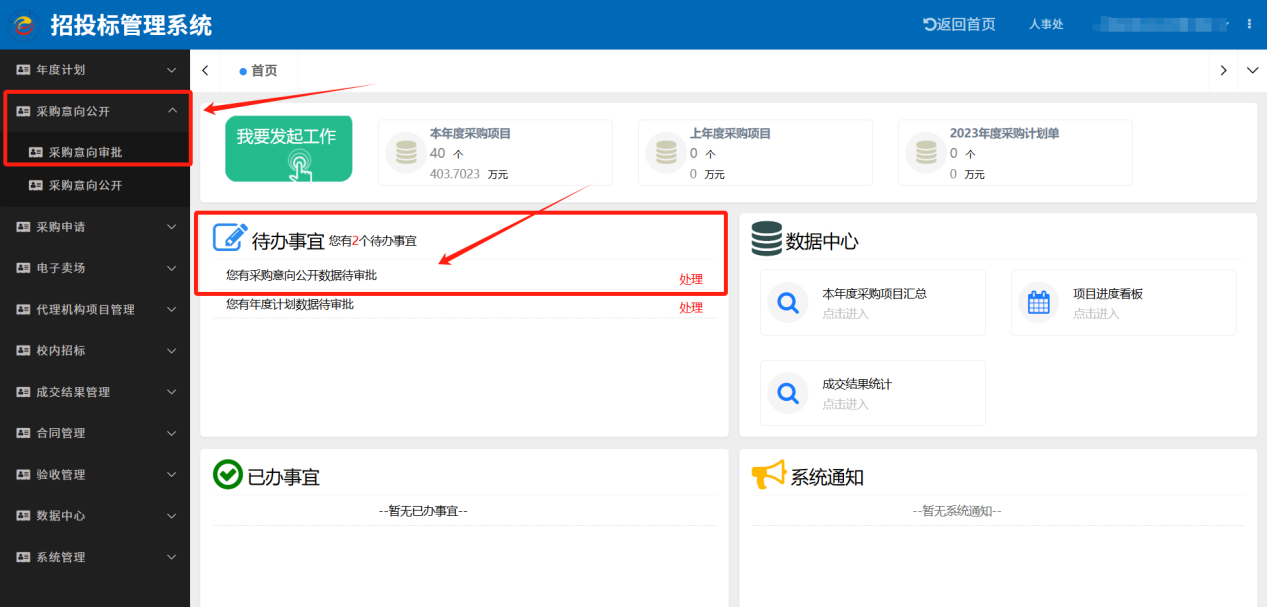 招投标管理系统
返回首页
人事处
年度计划
采购意向公开
采购意向审批
采购意向公开
采购申请
电子卖场
代理机构项目管理
校内招标
成交结果管理
合同管理
验收管理
数据中心
系统管理
首页
我要发起工作
本年度采购项目
40 个
403.7023 万元
上年度采购项目
0 个
0 万元
2023年度采购计划单
0 个
0 万元
待办事宜 您有2个待办事宜
您有采购意向公开数据待审批 处理
您有年度计划数据待审批 处理
数据中心
本年度采购项目汇总
点击进入
项目进度看板
点击进入
成交结果统计
点击进入
已办事宜
--暂无已办事宜--
系统通知
--暂无系统通知--